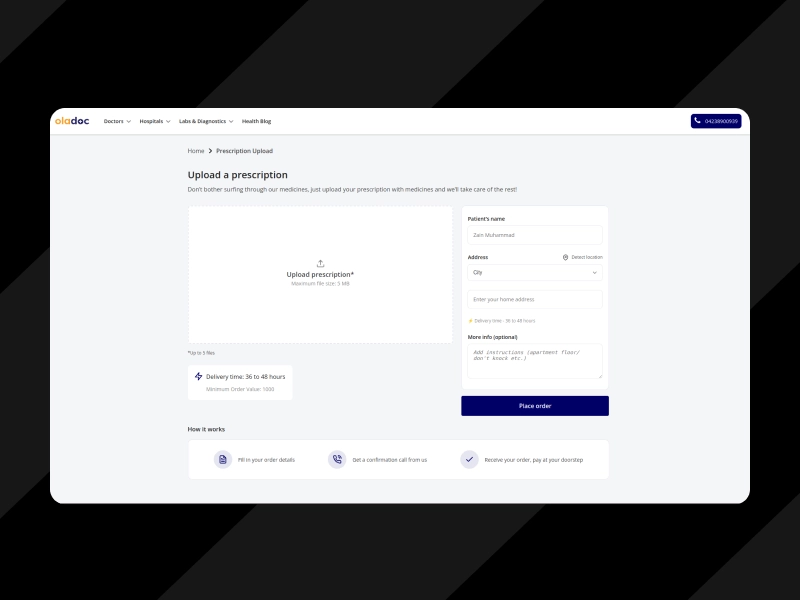 oladoc Doctors Hospitals Labs & Diagnostics Health Blog 04238900939
Home > Prescription Upload
Upload a prescription
Don't bother surfing through our medicines, just upload your prescription with medicines and we'll take care of the rest!
Upload prescription*
Maximum file size: 5 MB
*Up to 3 files
Delivery time: 36 to 48 hours
Minimum Order Value: 1000
Patient's name
Zain Muhammad
Address Detect location
City
Enter your home address
⚡ Delivery time - 36 to 48 hours
More info (optional)
Add instructions (apartment floor/
don't knock etc.)
Place order
How it works
Fill in your order details
Get a confirmation call from us
Receive your order, pay at your doorstep